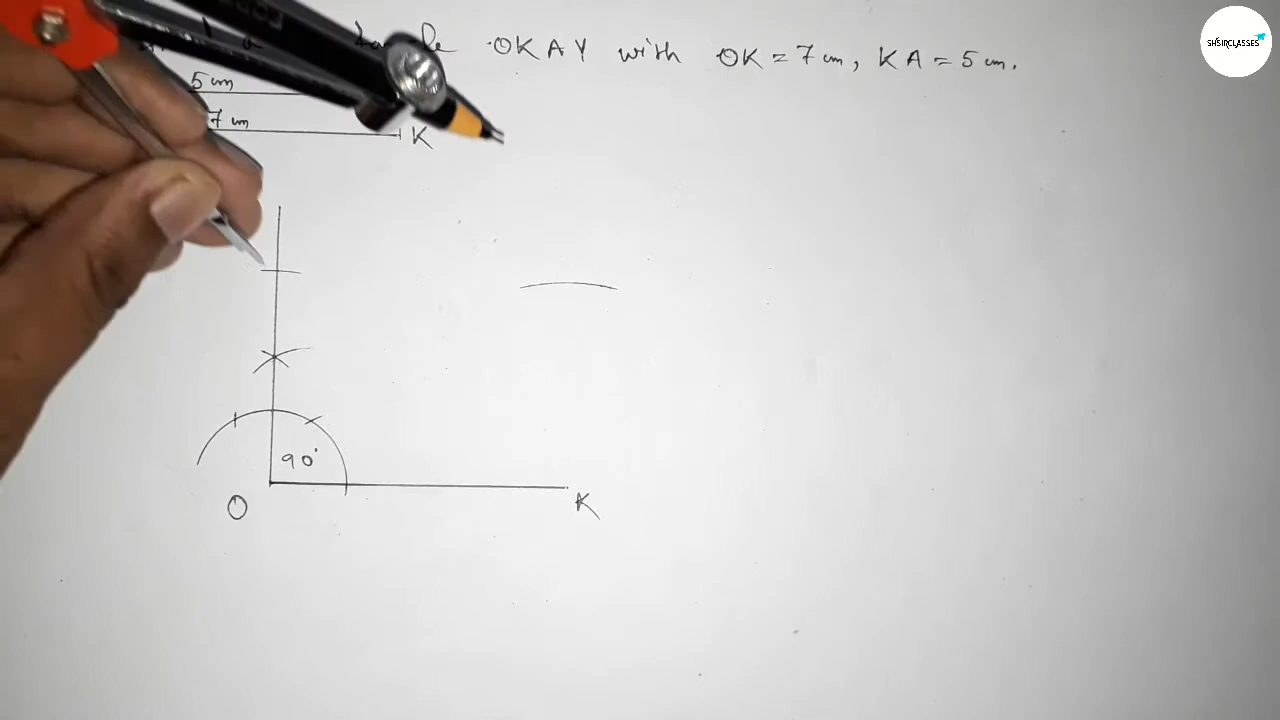 OKAY with OK = 7 cm, KA = 5 cm.
5 cm
7 cm K
90°
O K
SHSIRCLASSES